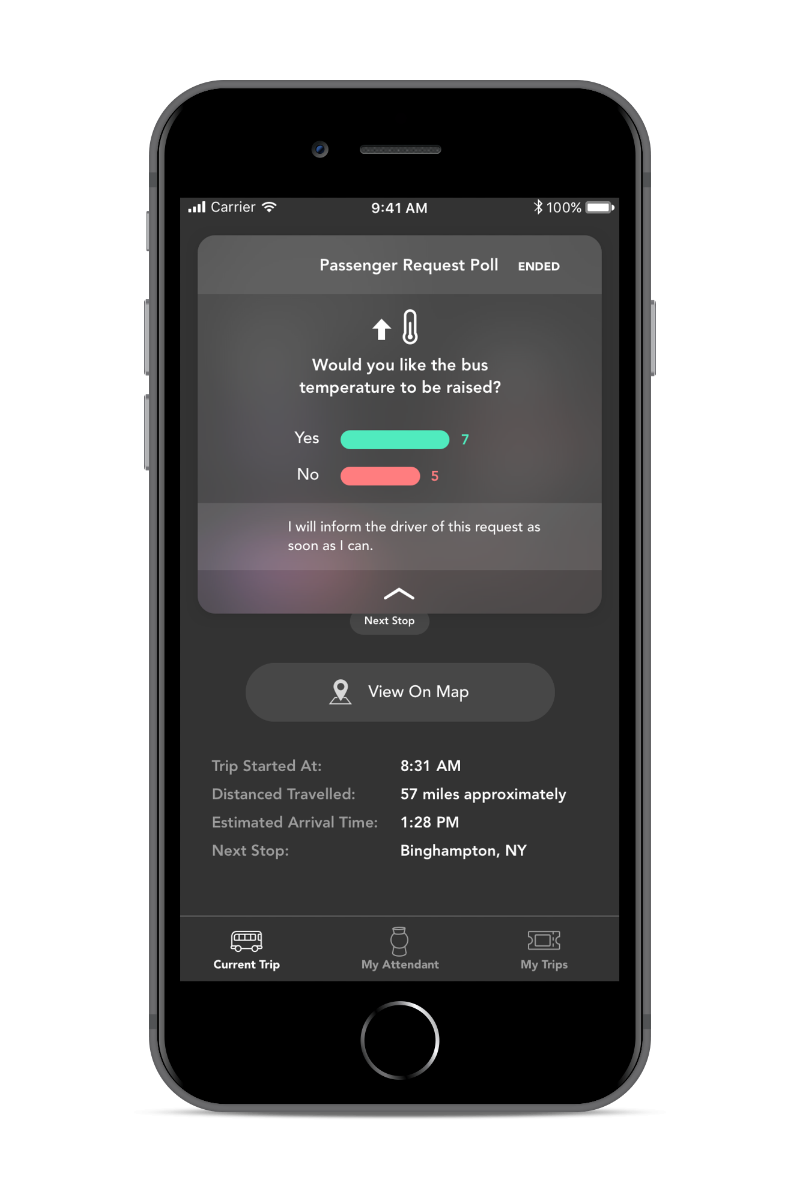 Carrier 9:41 AM 100%
Passenger Request Poll ENDED
Would you like the bus
temperature to be raised?
Yes 7
No 5
I will inform the driver of this request as
soon as I can.
Next Stop
View On Map
Trip Started At: 8:31 AM
Distanced Travelled: 57 miles approximately
Estimated Arrival Time: 1:28 PM
Next Stop: Binghampton, NY
Current Trip My Attendant My Trips